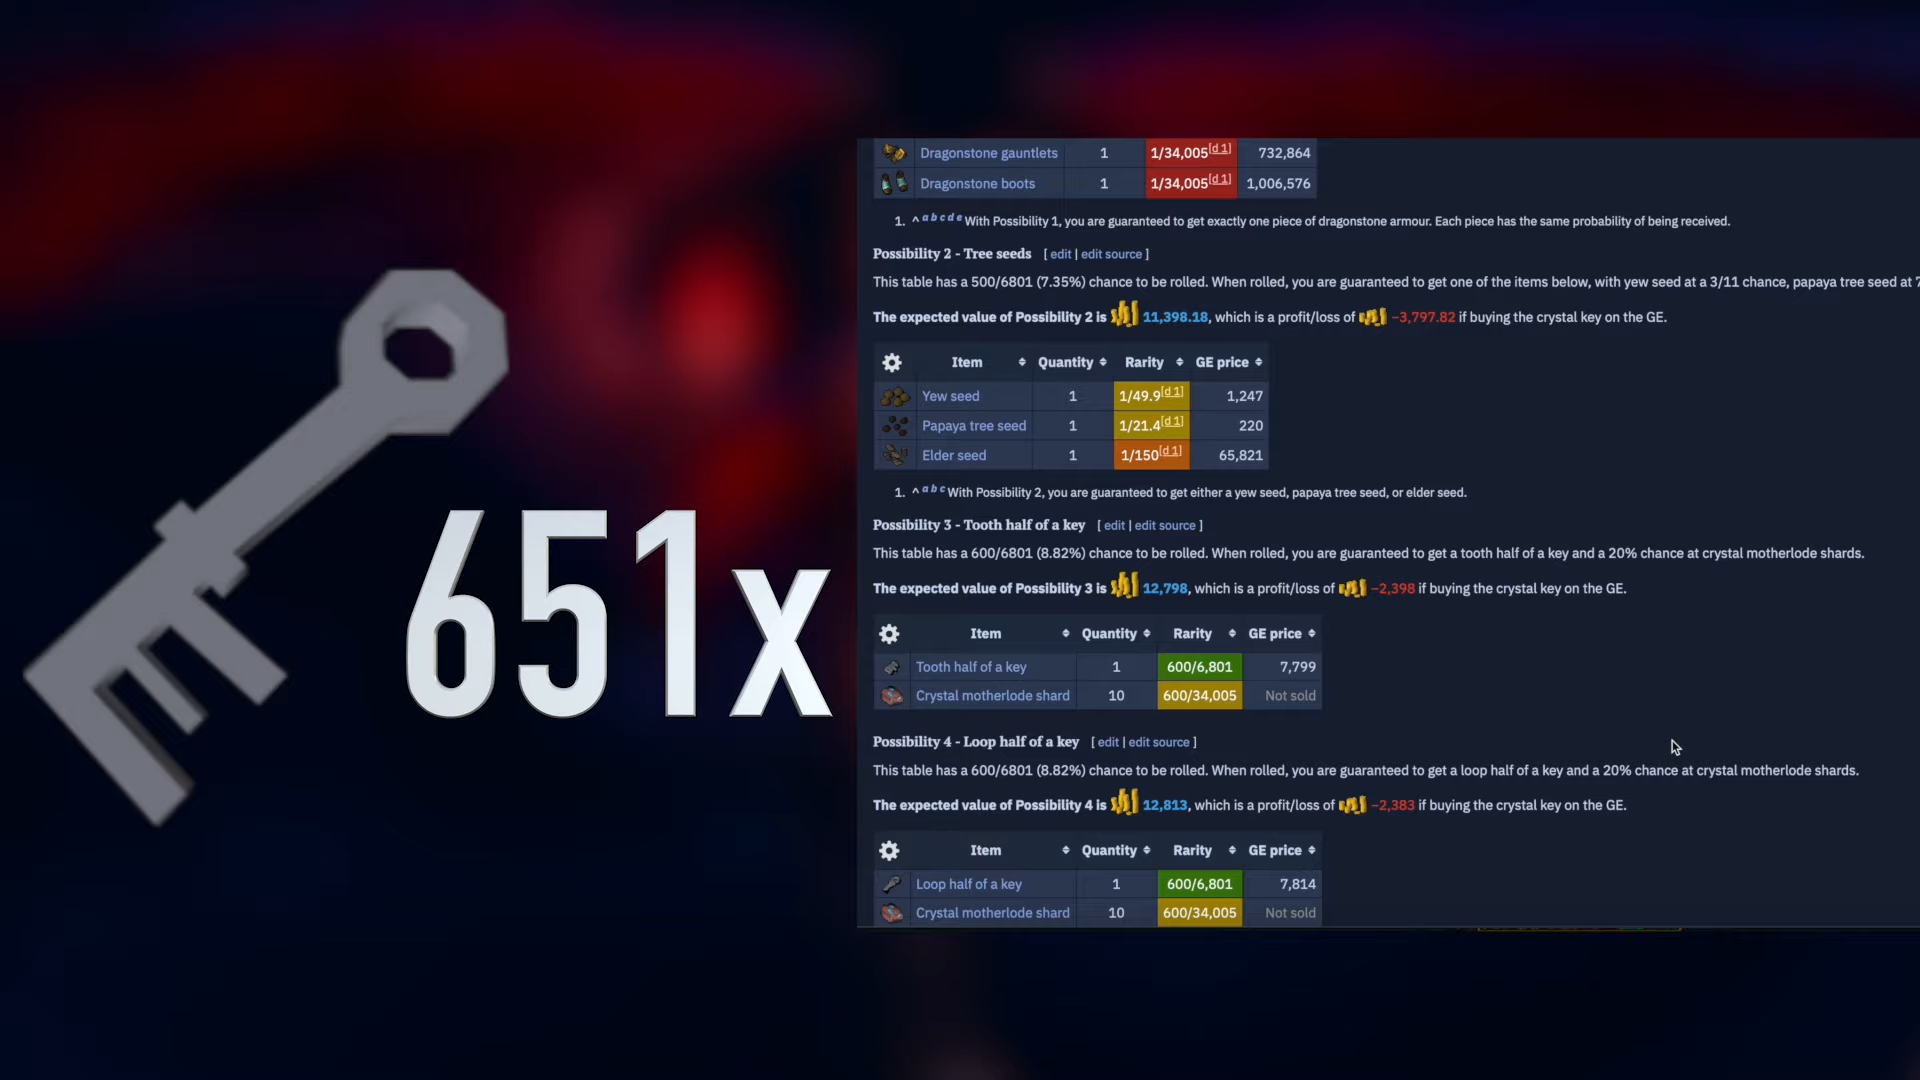 651x
Dragonstone gauntlets 1 1/34,005[d 1] 732,864
Dragonstone boots 1 1/34,005[d 1] 1,006,576
1. ^ a b c d e With Possibility 1, you are guaranteed to get exactly one piece of dragonstone armour. Each piece has the same probability of being received.
Possibility 2 - Tree seeds [ edit | edit source ]
This table has a 500/6801 (7.35%) chance to be rolled. When rolled, you are guaranteed to get one of the items below, with yew seed at a 3/11 chance, papaya tree seed at 7
The expected value of Possibility 2 is 11,398.18, which is a profit/loss of −3,797.82 if buying the crystal key on the GE.
Item Quantity Rarity GE price
Yew seed 1 1/49.9[d 1] 1,247
Papaya tree seed 1 1/21.4[d 1] 220
Elder seed 1 1/150[d 1] 65,821
1. ^ a b c With Possibility 2, you are guaranteed to get either a yew seed, papaya tree seed, or elder seed.
Possibility 3 - Tooth half of a key [ edit | edit source ]
This table has a 600/6801 (8.82%) chance to be rolled. When rolled, you are guaranteed to get a tooth half of a key and a 20% chance at crystal motherlode shards.
The expected value of Possibility 3 is 12,798, which is a profit/loss of −2,398 if buying the crystal key on the GE.
Item Quantity Rarity GE price
Tooth half of a key 1 600/6,801 7,799
Crystal motherlode shard 10 600/34,005 Not sold
Possibility 4 - Loop half of a key [ edit | edit source ]
This table has a 600/6801 (8.82%) chance to be rolled. When rolled, you are guaranteed to get a loop half of a key and a 20% chance at crystal motherlode shards.
The expected value of Possibility 4 is 12,813, which is a profit/loss of −2,383 if buying the crystal key on the GE.
Item Quantity Rarity GE price
Loop half of a key 1 600/6,801 7,814
Crystal motherlode shard 10 600/34,005 Not sold